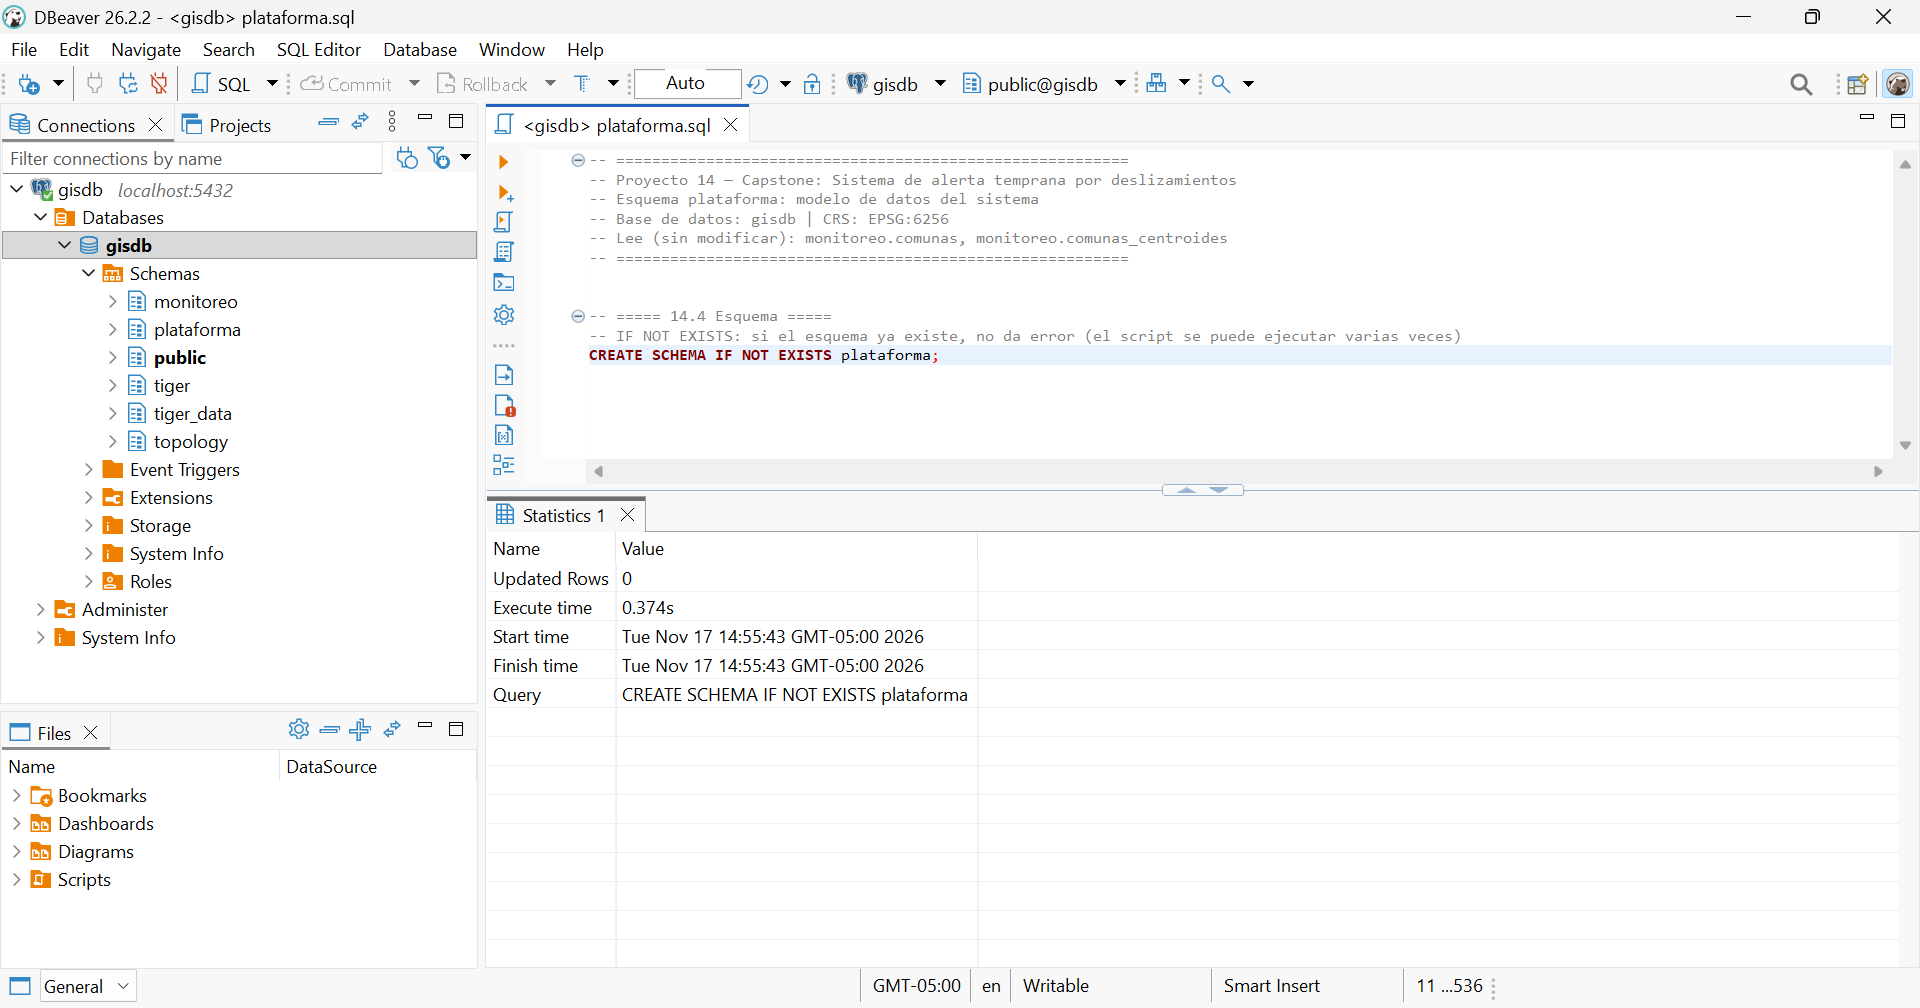 DBeaver 26.2.2 - <gisdb> plataforma.sql
File Edit Navigate Search SQL Editor Database Window Help
SQL Commit Rollback T Auto gisdb public@gisdb
Connections Projects
Filter connections by name
gisdb localhost:5432
Databases
gisdb
Schemas
monitoreo
plataforma
public
tiger
tiger_data
topology
Event Triggers
Extensions
Storage
System Info
Roles
Administer
System Info
Files
Name DataSource
Bookmarks
Dashboards
Diagrams
Scripts
General
<gisdb> plataforma.sql
-- =========================================================
-- Proyecto 14 — Capstone: Sistema de alerta temprana por deslizamientos
-- Esquema plataforma: modelo de datos del sistema
-- Base de datos: gisdb | CRS: EPSG:6256
-- Lee (sin modificar): monitoreo.comunas, monitoreo.comunas_centroides
-- =========================================================
-- ===== 14.4 Esquema =====
-- IF NOT EXISTS: si el esquema ya existe, no da error (el script se puede ejecutar varias veces)
CREATE SCHEMA IF NOT EXISTS plataforma;
Statistics 1
Name Value
Updated Rows 0
Execute time 0.374s
Start time Tue Nov 17 14:55:43 GMT-05:00 2026
Finish time Tue Nov 17 14:55:43 GMT-05:00 2026
Query CREATE SCHEMA IF NOT EXISTS plataforma
GMT-05:00 en Writable Smart Insert 11 ...536